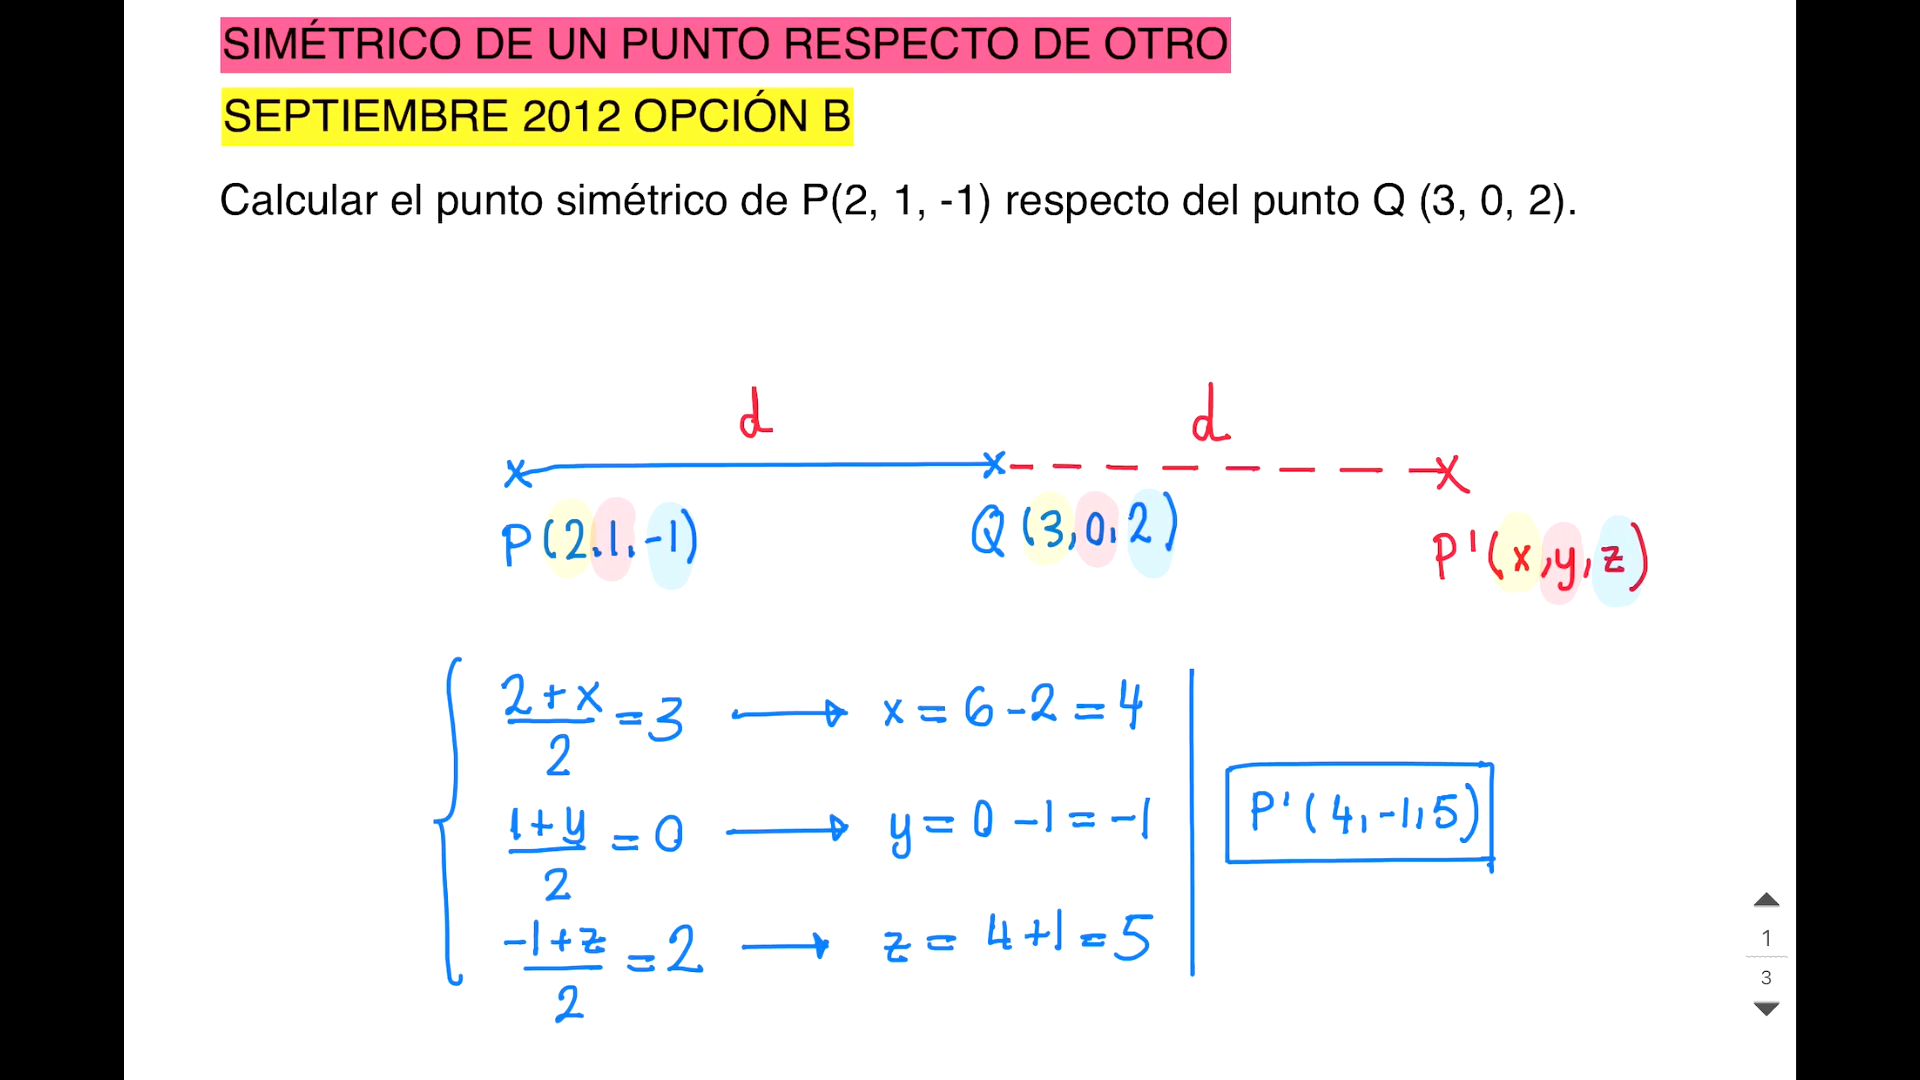 SIMÉTRICO DE UN PUNTO RESPECTO DE OTRO
SEPTIEMBRE 2012 OPCIÓN B
Calcular el punto simétrico de P(2, 1, -1) respecto del punto Q (3, 0, 2).
d d
x x x
P(2,1,-1) Q(3,0,2) P'(x,y,z)
(2+x)/2 = 3 → x = 6-2 = 4
(1+y)/2 = 0 → y = 0-1 = -1
P'(4,-1,5)
(-1+z)/2 = 2 → z = 4+1 = 5
1
3